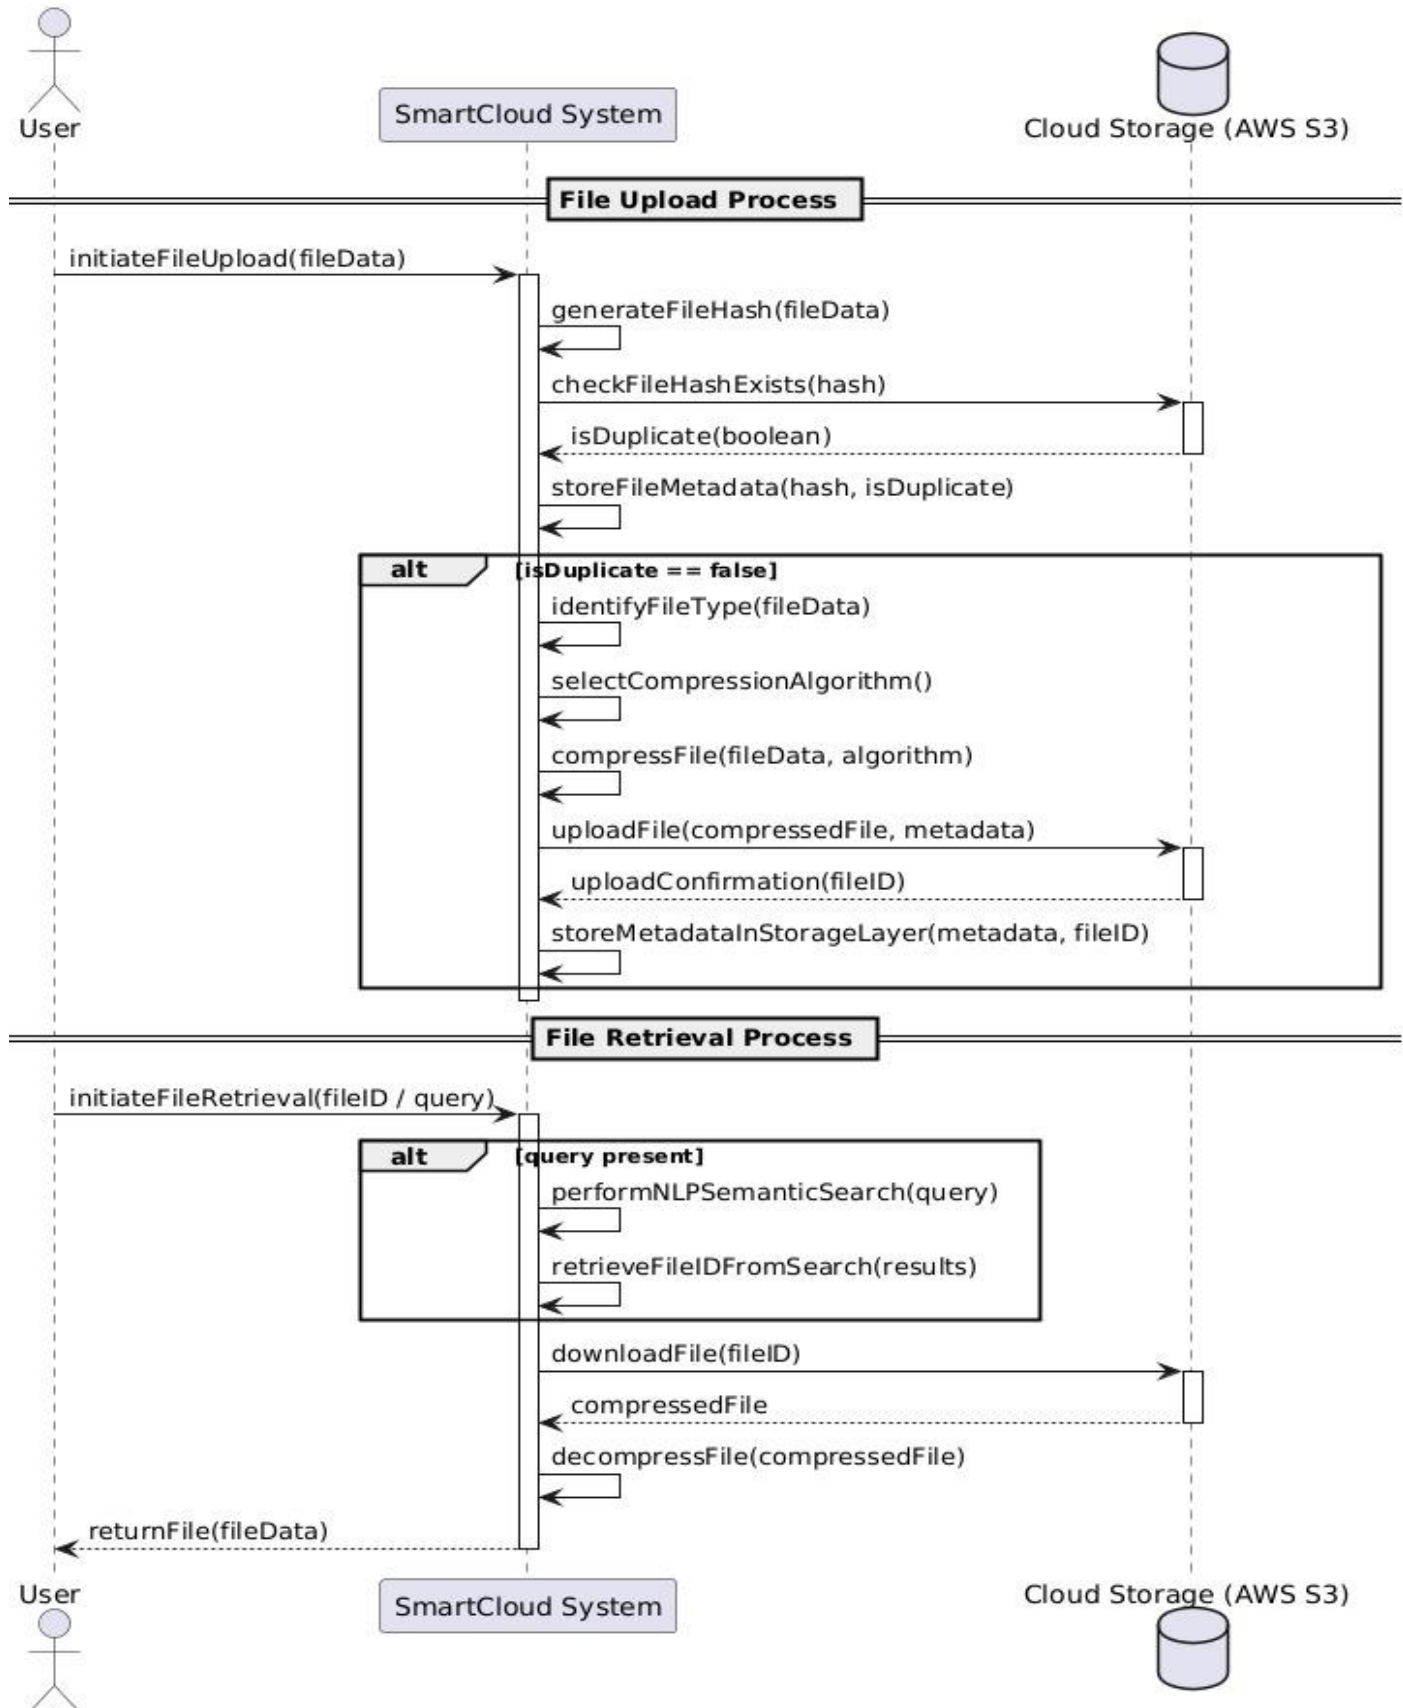 User
SmartCloud System
Cloud Storage (AWS S3)
File Upload Process
initiateFileUpload(fileData)
generateFileHash(fileData)
checkFileHashExists(hash)
isDuplicate(boolean)
storeFileMetadata(hash, isDuplicate)
alt [isDuplicate == false]
identifyFileType(fileData)
selectCompressionAlgorithm()
compressFile(fileData, algorithm)
uploadFile(compressedFile, metadata)
uploadConfirmation(fileID)
storeMetadataInStorageLayer(metadata, fileID)
File Retrieval Process
initiateFileRetrieval(fileID / query)
alt [query present]
performNLPSemanticSearch(query)
retrieveFileIDFromSearch(results)
downloadFile(fileID)
compressedFile
decompressFile(compressedFile)
returnFile(fileData)
User
SmartCloud System
Cloud Storage (AWS S3)